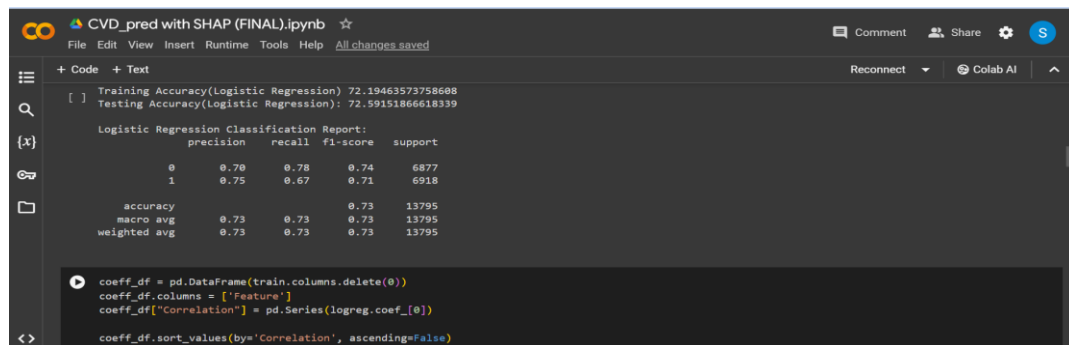 CVD_pred with SHAP (FINAL).ipynb
Comment Share S
File Edit View Insert Runtime Tools Help All changes saved
+ Code + Text Reconnect Colab AI
[ ] Training Accuracy(Logistic Regression) 72.19463573758608
Testing Accuracy(Logistic Regression): 72.59151866618339
Logistic Regression Classification Report:
precision recall f1-score support
0 0.70 0.78 0.74 6877
1 0.75 0.67 0.71 6918
accuracy 0.73 13795
macro avg 0.73 0.73 0.73 13795
weighted avg 0.73 0.73 0.73 13795
{x}
coeff_df = pd.DataFrame(train.columns.delete(0))
coeff_df.columns = ['Feature']
coeff_df["Correlation"] = pd.Series(logreg.coef_[0])
coeff_df.sort_values(by='Correlation', ascending=False)